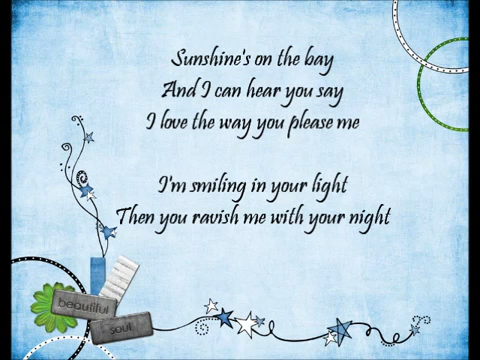 Sunshine's on the bay
And I can hear you say
I love the way you please me
I'm smiling in your light
Then you ravish me with your night
beautiful
soul